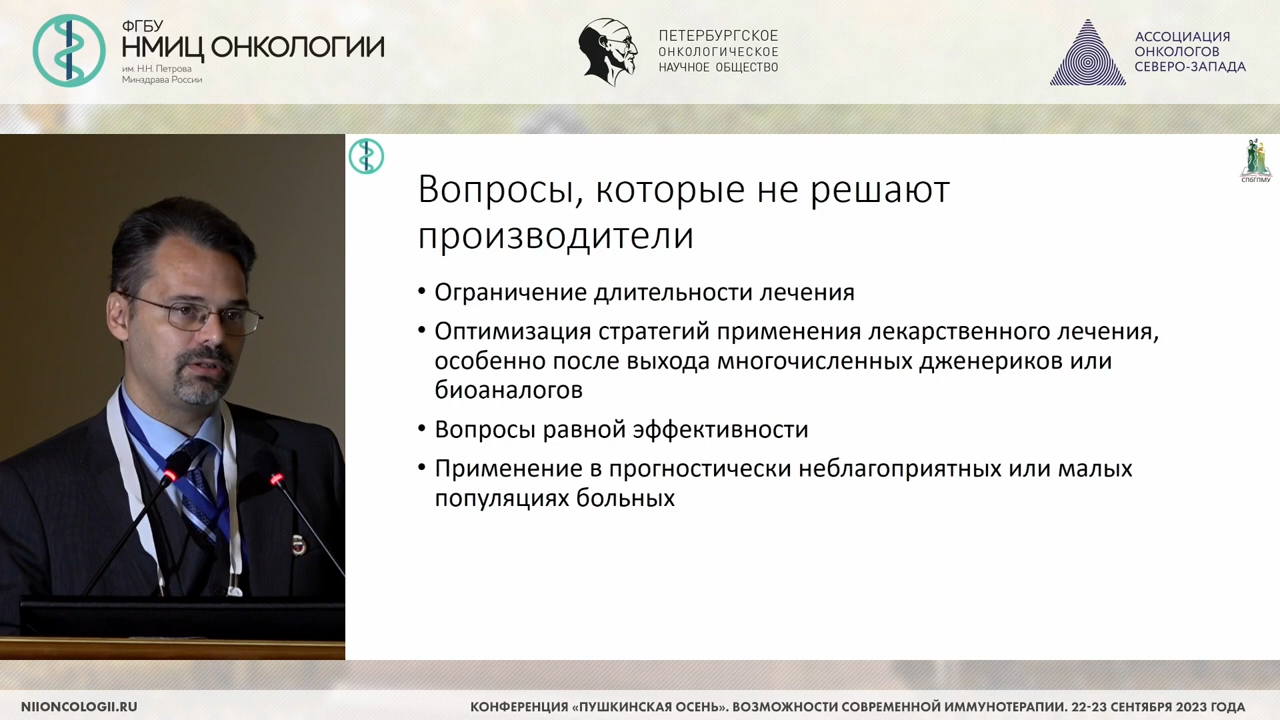 ФГБУ
НМИЦ ОНКОЛОГИИ
им. Н.Н. Петрова
Минздрава России
ПЕТЕРБУРГСКОЕ
ОНКОЛОГИЧЕСКОЕ
НАУЧНОЕ ОБЩЕСТВО
АССОЦИАЦИЯ
ОНКОЛОГОВ
СЕВЕРО-ЗАПАДА
СПбГПМУ
Вопросы, которые не решают
производители
• Ограничение длительности лечения
• Оптимизация стратегий применения лекарственного лечения,
особенно после выхода многочисленных дженериков или
биоаналогов
• Вопросы равной эффективности
• Применение в прогностически неблагоприятных или малых
популяциях больных
NIIONCOLOGII.RU
КОНФЕРЕНЦИЯ «ПУШКИНСКАЯ ОСЕНЬ». ВОЗМОЖНОСТИ СОВРЕМЕННОЙ ИММУНОТЕРАПИИ. 22-23 СЕНТЯБРЯ 2023 ГОДА